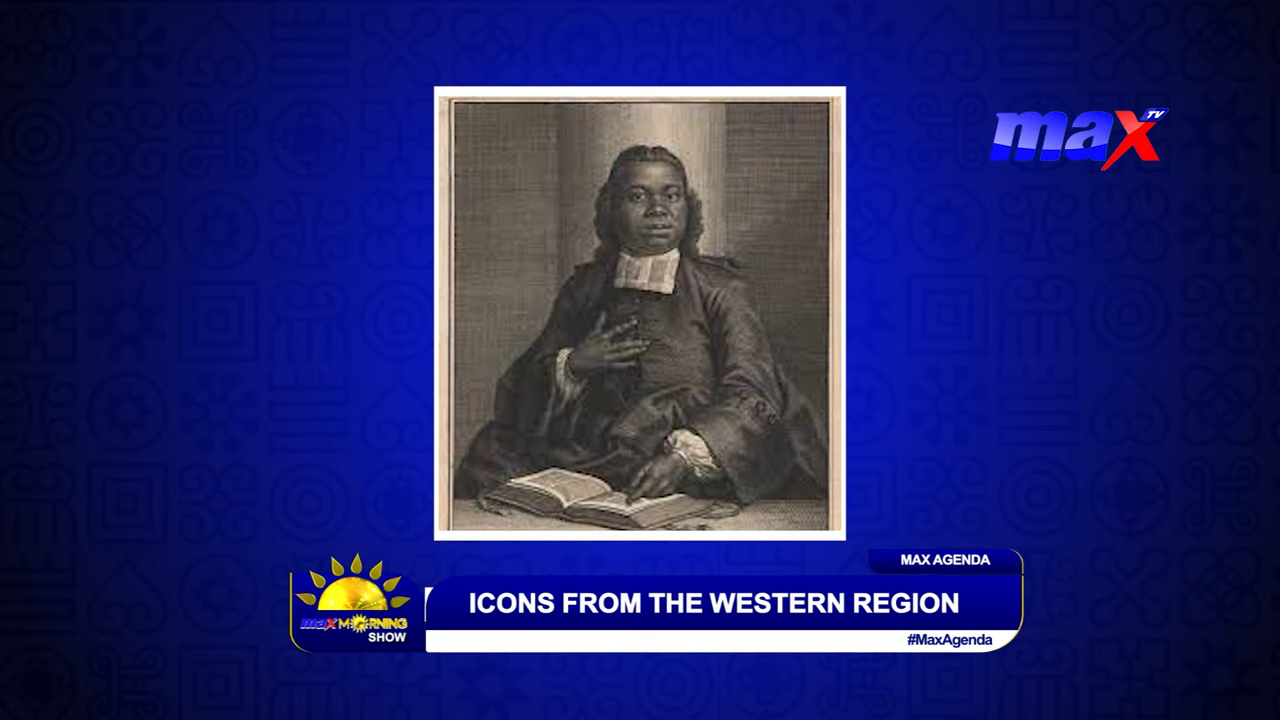 max TV
MAX AGENDA
ICONS FROM THE WESTERN REGION
max MORNING
SHOW
#MaxAgenda